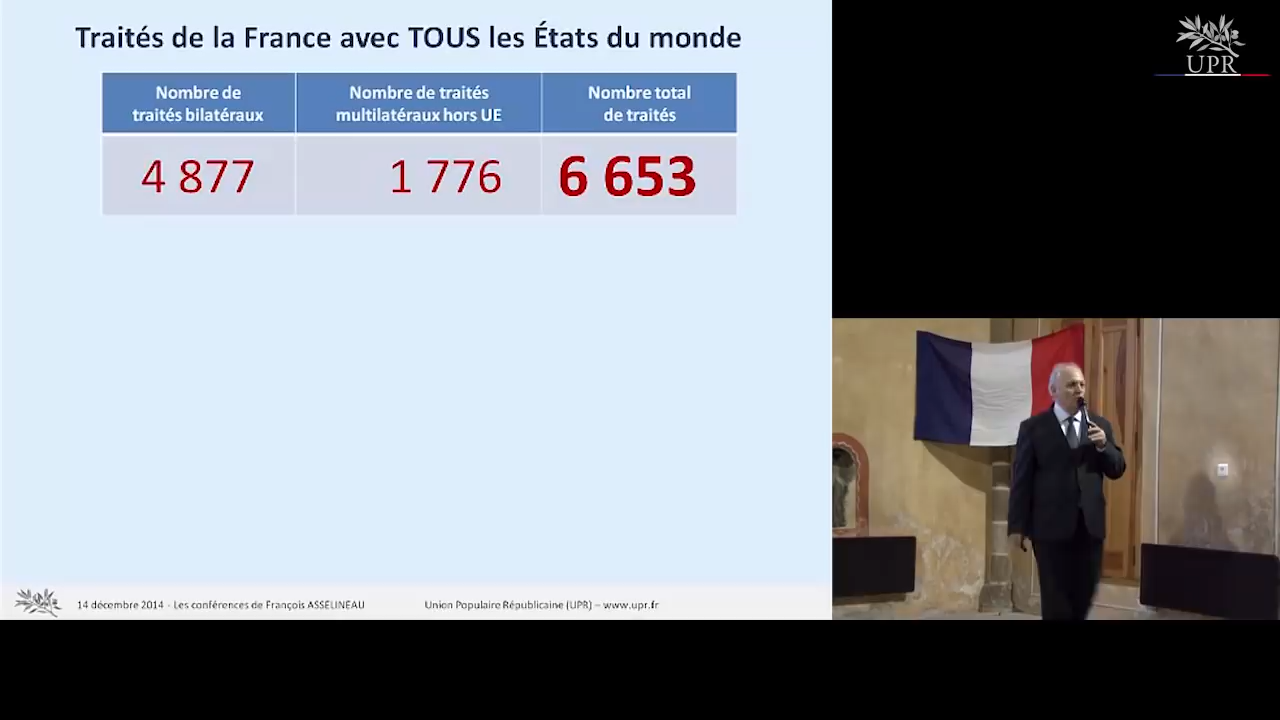 Traités de la France avec TOUS les États du monde
Nombre de
traités bilatéraux
Nombre de traités
multilatéraux hors UE
Nombre total
de traités
4 877
1 776
6 653
14 décembre 2014 - Les conférences de François ASSELINEAU
Union Populaire Républicaine (UPR) – www.upr.fr
UPR